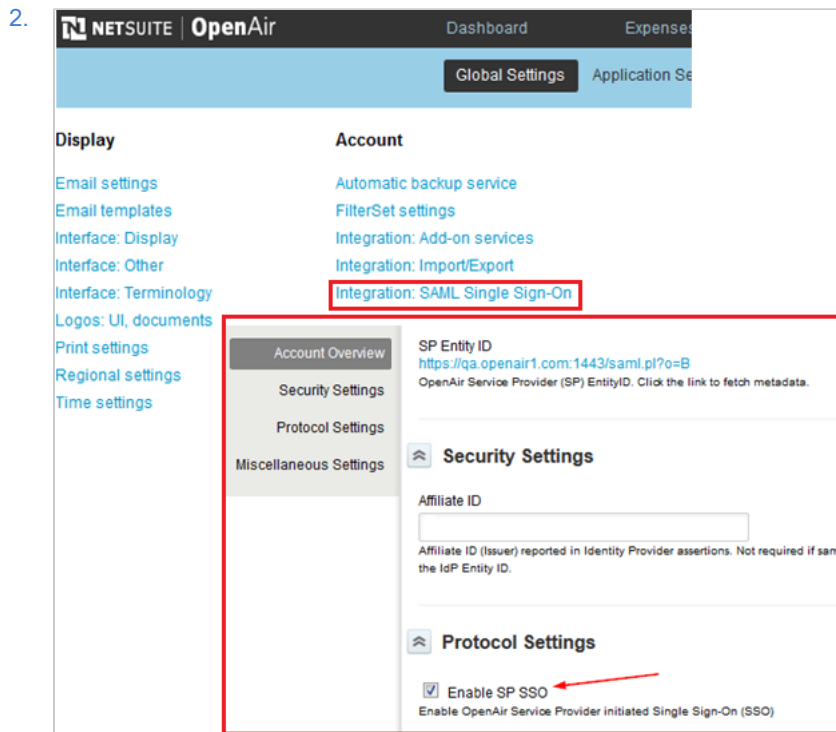 2.
NETSUITE | OpenAir Dashboard Expenses
Global Settings Application Se
Display Account
Email settings Automatic backup service
Email templates FilterSet settings
Interface: Display Integration: Add-on services
Interface: Other Integration: Import/Export
Interface: Terminology Integration: SAML Single Sign-On
Logos: UI, documents
Print settings
Regional settings
Time settings
Account Overview
Security Settings
Protocol Settings
Miscellaneous Settings
SP Entity ID
https://qa.openair1.com:1443/saml.pl?o=B
OpenAir Service Provider (SP) EntityID. Click the link to fetch metadata.
Security Settings
Affiliate ID
Affiliate ID (Issuer) reported in Identity Provider assertions. Not required if sam
the IdP Entity ID.
Protocol Settings
Enable SP SSO
Enable OpenAir Service Provider initiated Single Sign-On (SSO)